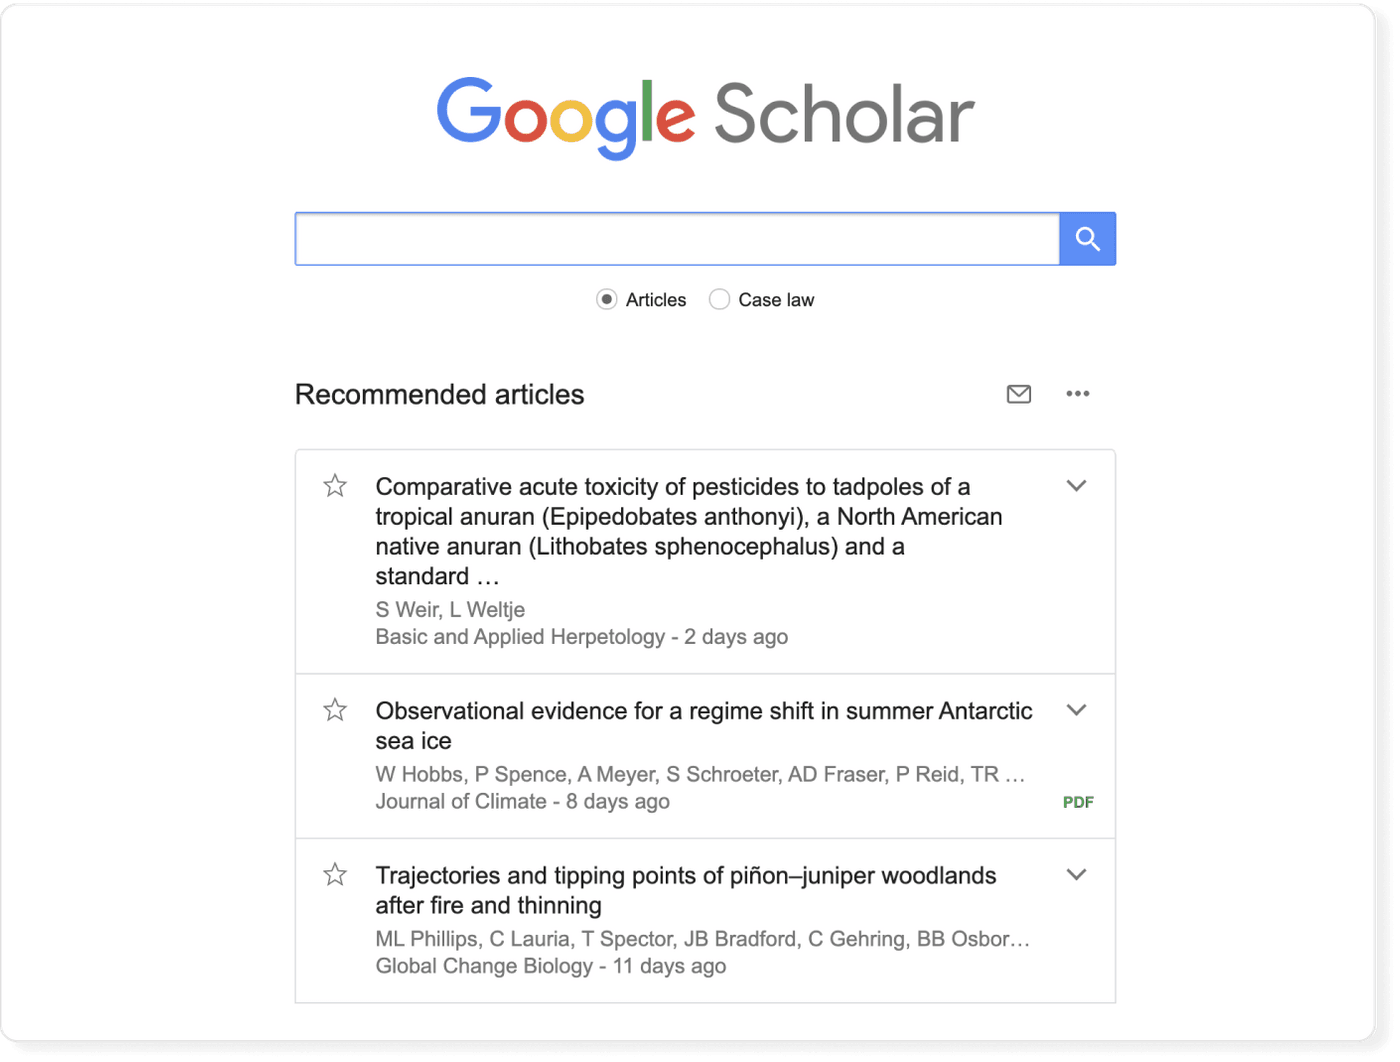 Google Scholar
Articles
Case law
Recommended articles
Comparative acute toxicity of pesticides to tadpoles of a
tropical anuran (Epipedobates anthonyi), a North American
native anuran (Lithobates sphenocephalus) and a
standard …
S Weir, L Weltje
Basic and Applied Herpetology - 2 days ago
Observational evidence for a regime shift in summer Antarctic
sea ice
W Hobbs, P Spence, A Meyer, S Schroeter, AD Fraser, P Reid, TR …
Journal of Climate - 8 days ago
PDF
Trajectories and tipping points of piñon–juniper woodlands
after fire and thinning
ML Phillips, C Lauria, T Spector, JB Bradford, C Gehring, BB Osbor…
Global Change Biology - 11 days ago